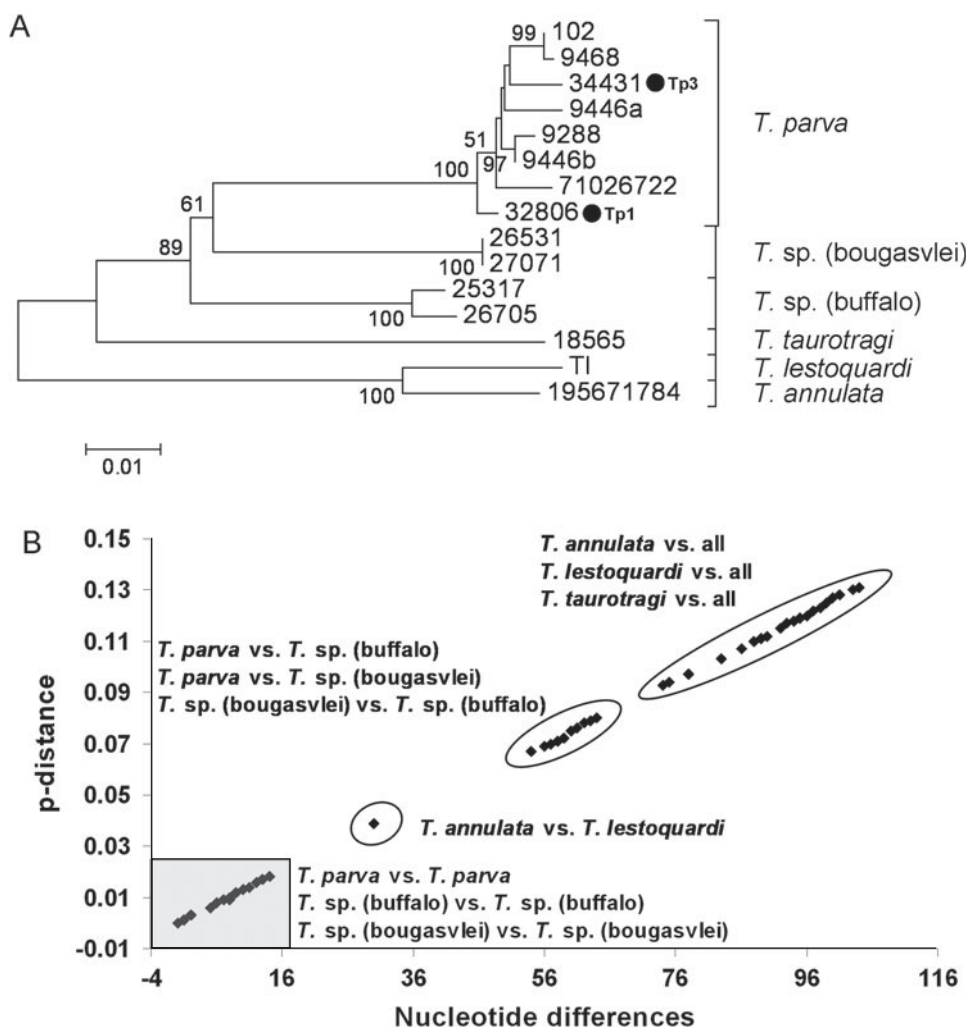 A
99
102
9468
34431 ● Tp3
9446a
T. parva
51
9288
97
9446b
100
71026722
61
32806 ● Tp1
26531
T. sp. (bougasvlei)
89
100
27071
25317
T. sp. (buffalo)
100
26705
18565
T. taurotragi
Tl
T. lestoquardi
100
195671784
T. annulata
0.01
B
0.15
0.13
0.11
0.09
0.07
0.05
0.03
0.01
-0.01
p-distance
T. annulata vs. all
T. lestoquardi vs. all
T. taurotragi vs. all
T. parva vs. T. sp. (buffalo)
T. parva vs. T. sp. (bougasvlei)
T. sp. (bougasvlei) vs. T. sp. (buffalo)
T. annulata vs. T. lestoquardi
T. parva vs. T. parva
T. sp. (buffalo) vs. T. sp. (buffalo)
T. sp. (bougasvlei) vs. T. sp. (bougasvlei)
-4 16 36 56 76 96 116
Nucleotide differences